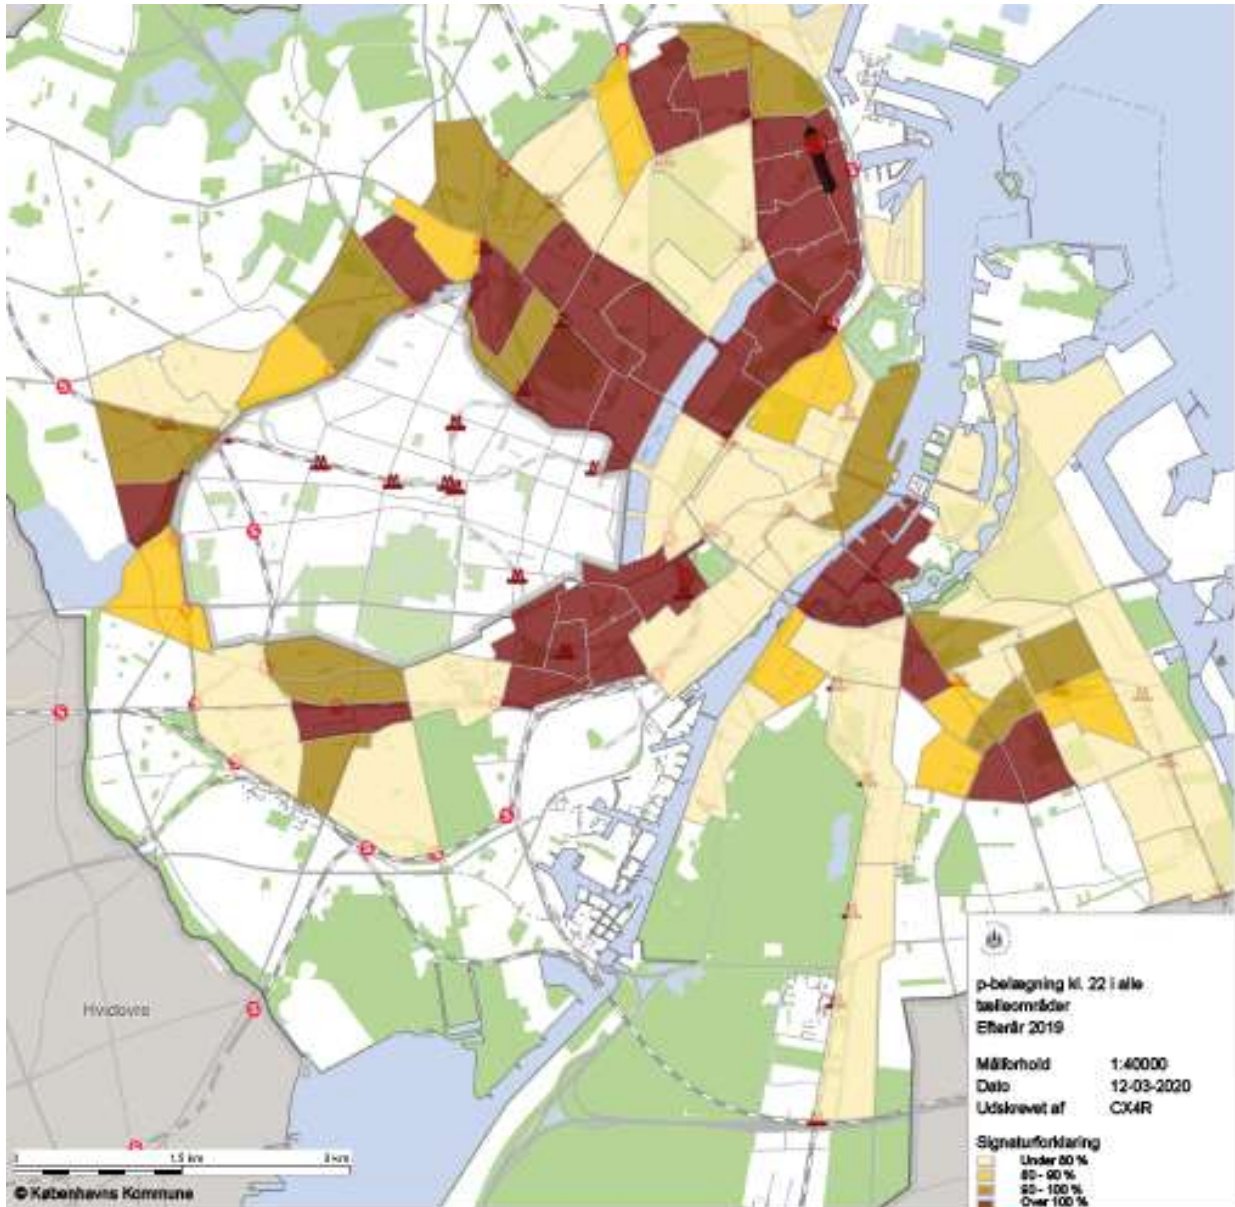 Hvidovre
p-belægning kl. 22 i alle
tælleområder
Efterår 2019
Målforhold 1:40000
Dato 12-03-2020
Udskrevet af CX4R
Signaturforklaring
Under 80 %
80 - 90 %
90 - 100 %
Over 100 %
1,5 km 3 km
© Københavns Kommune